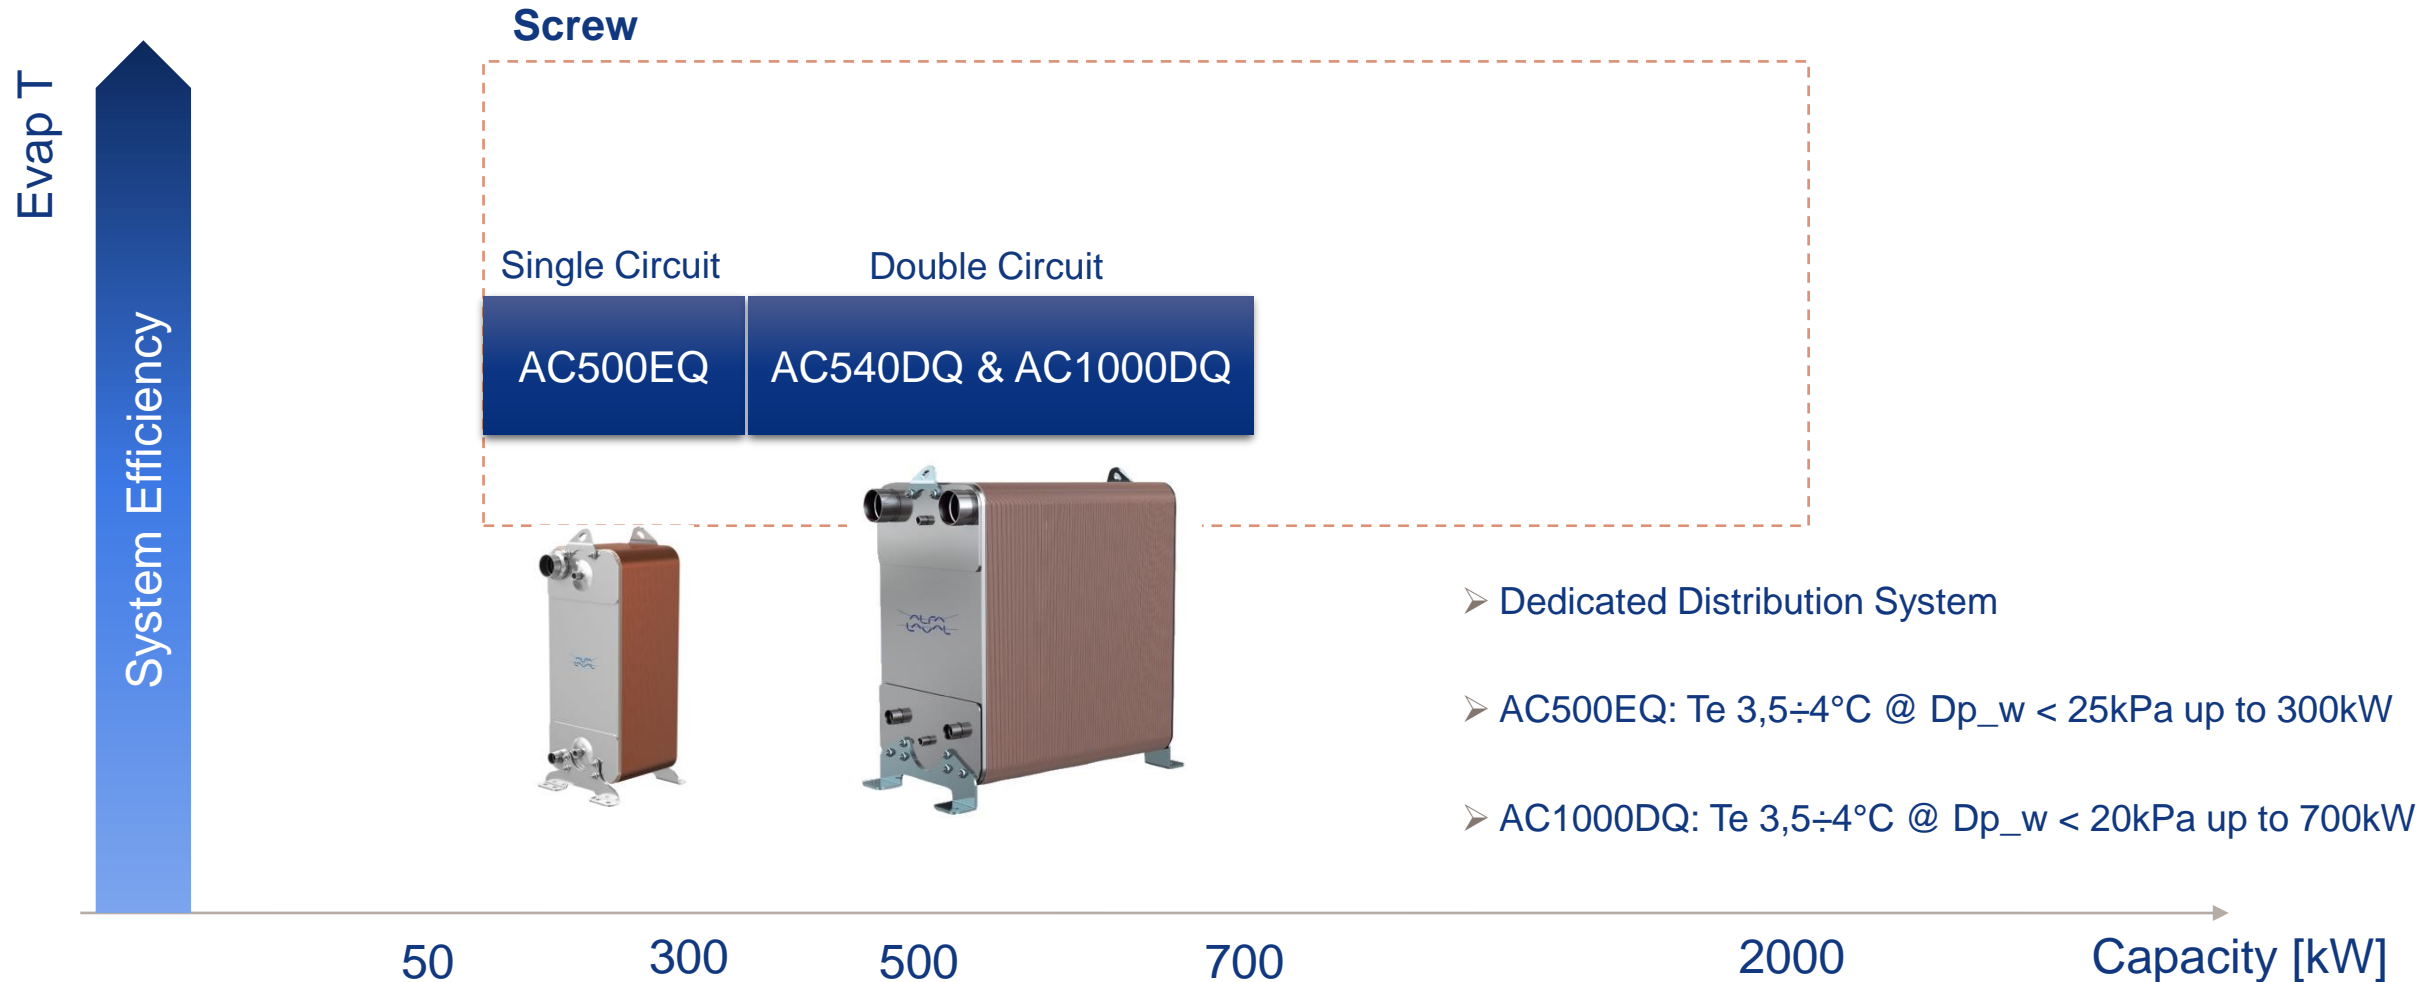 Screw
Evap T
System Efficiency
Single Circuit
Double Circuit
AC500EQ
AC540DQ & AC1000DQ
ALFA
LAVAL
➢ Dedicated Distribution System
➢ AC500EQ: Te 3,5÷4°C @ Dp_w < 25kPa up to 300kW
➢ AC1000DQ: Te 3,5÷4°C @ Dp_w < 20kPa up to 700kW
50
300
500
700
2000
Capacity [kW]